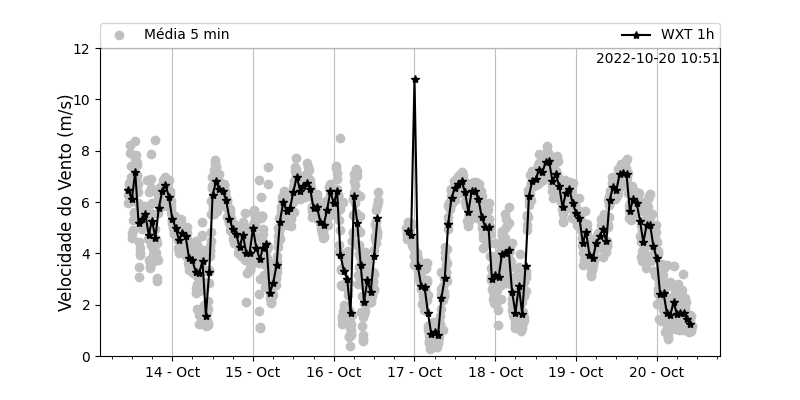 Média 5 min
WXT 1h
2022-10-20 10:51
Velocidade do Vento (m/s)
12
10
8
6
4
2
0
14 - Oct
15 - Oct
16 - Oct
17 - Oct
18 - Oct
19 - Oct
20 - Oct